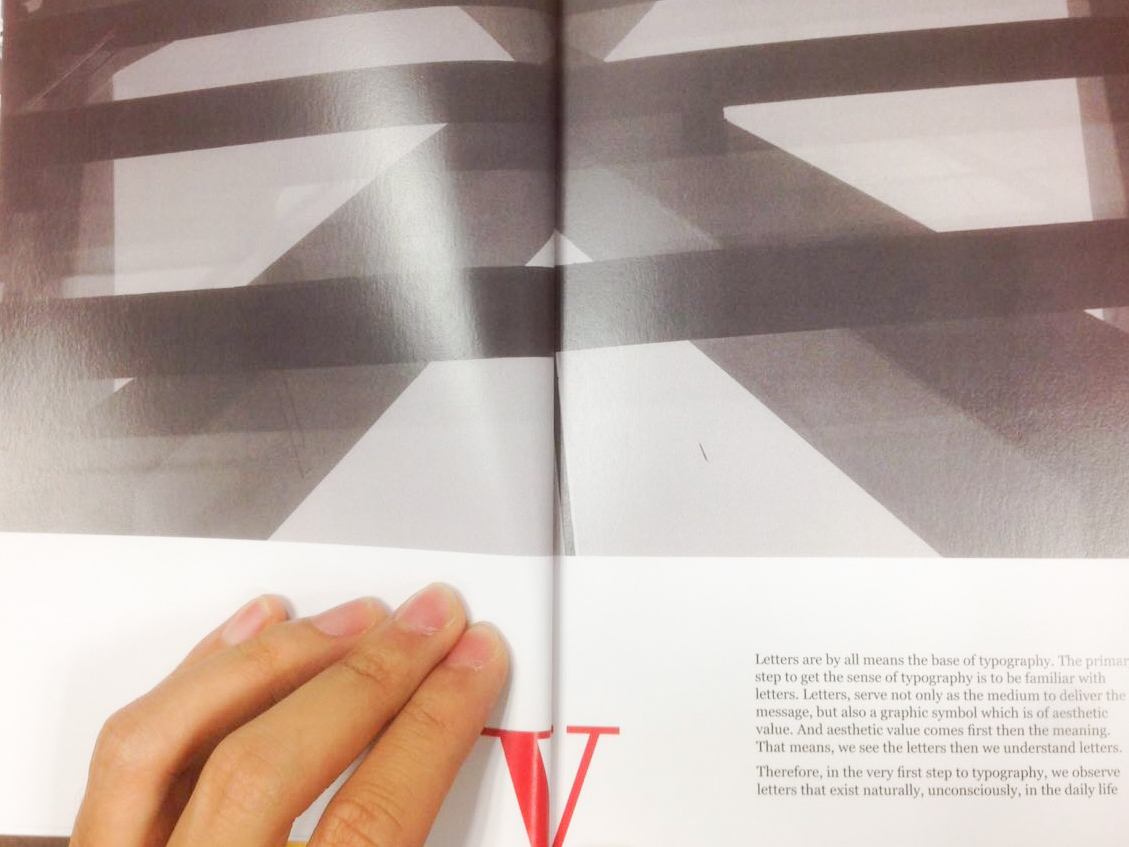 V
Letters are by all means the base of typography. The primar
step to get the sense of typography is to be familiar with
letters. Letters, serve not only as the medium to deliver the
message, but also a graphic symbol which is of aesthetic
value. And aesthetic value comes first then the meaning.
That means, we see the letters then we understand letters.
Therefore, in the very first step to typography, we observe
letters that exist naturally, unconsciously, in the daily life